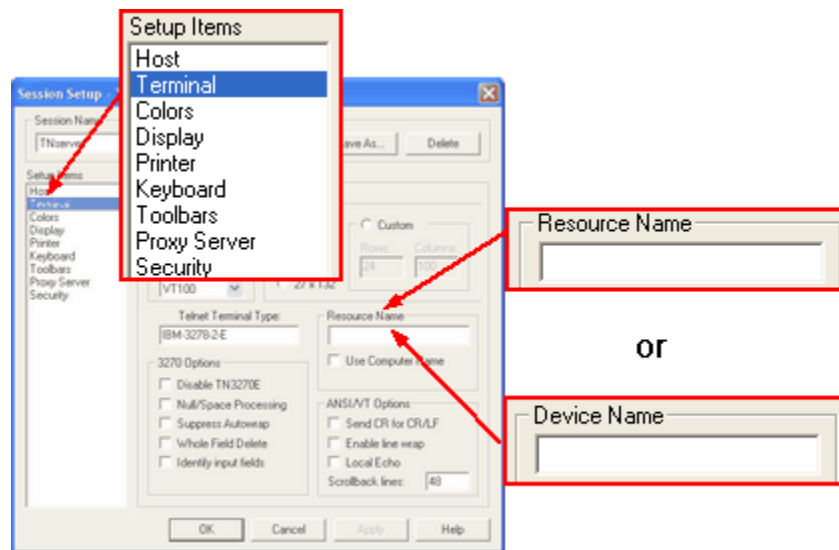 Setup Items
Host
Terminal
Colors
Display
Printer
Keyboard
Toolbars
Proxy Server
Security
Session Setup -
Session Name
TNserver
Save As...
Delete
Setup Items
Host
Terminal
Colors
Display
Printer
Keyboard
Toolbars
Proxy Server
Security
Custom
Rows:
Columns:
24
100
VT100
27 x 132
Telnet Terminal Type:
IBM-3278-2-E
Resource Name
Use Computer Name
3270 Options
Disable TN3270E
Null/Space Processing
Suppress Autowrap
Whole Field Delete
Identify input fields
ANSI/VT Options
Send CR for CR/LF
Enable line wrap
Local Echo
Scrollback lines:
48
OK
Cancel
Apply
Help
Resource Name
or
Device Name